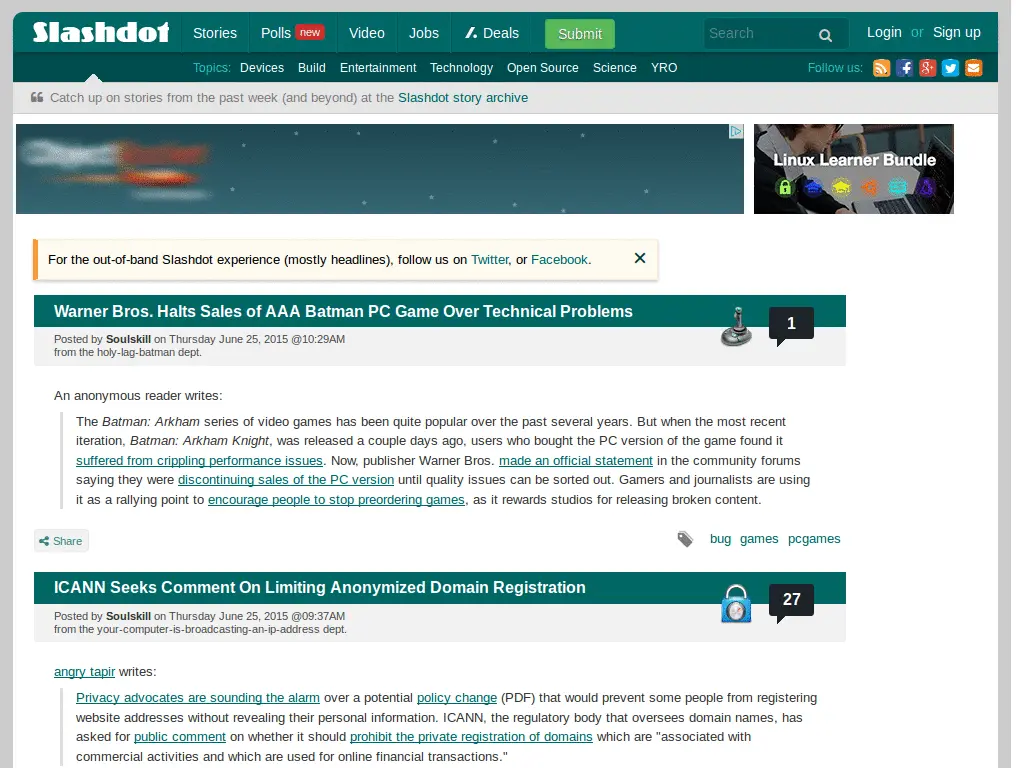 Slashdot Stories Polls new Video Jobs Deals Submit Search Login or Sign up
Topics: Devices Build Entertainment Technology Open Source Science YRO Follow us:
Catch up on stories from the past week (and beyond) at the Slashdot story archive
Linux Learner Bundle
For the out-of-band Slashdot experience (mostly headlines), follow us on Twitter, or Facebook.
Warner Bros. Halts Sales of AAA Batman PC Game Over Technical Problems
1
Posted by Soulskill on Thursday June 25, 2015 @10:29AM
from the holy-lag-batman dept.
An anonymous reader writes:
The Batman: Arkham series of video games has been quite popular over the past several years. But when the most recent
iteration, Batman: Arkham Knight, was released a couple days ago, users who bought the PC version of the game found it
suffered from crippling performance issues. Now, publisher Warner Bros. made an official statement in the community forums
saying they were discontinuing sales of the PC version until quality issues can be sorted out. Gamers and journalists are using
it as a rallying point to encourage people to stop preordering games, as it rewards studios for releasing broken content.
Share bug games pcgames
ICANN Seeks Comment On Limiting Anonymized Domain Registration
27
Posted by Soulskill on Thursday June 25, 2015 @09:37AM
from the your-computer-is-broadcasting-an-ip-address dept.
angry tapir writes:
Privacy advocates are sounding the alarm over a potential policy change (PDF) that would prevent some people from registering
website addresses without revealing their personal information. ICANN, the regulatory body that oversees domain names, has
asked for public comment on whether it should prohibit the private registration of domains which are "associated with
commercial activities and which are used for online financial transactions."